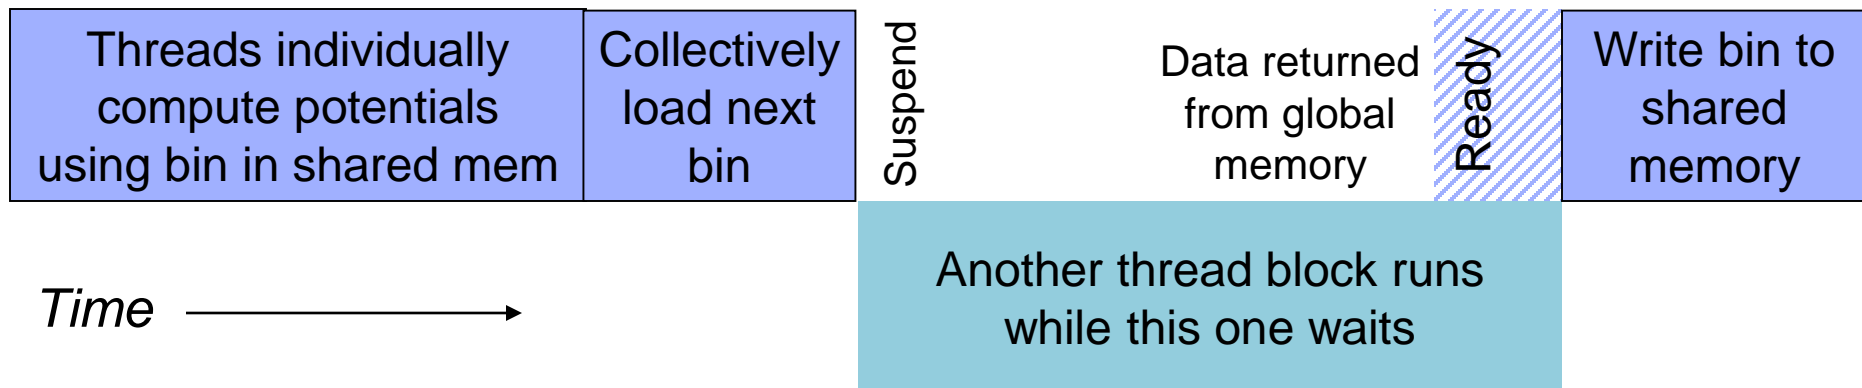 Threads individually
compute potentials
using bin in shared mem
Collectively
load next
bin
Suspend
Data returned
from global
memory
Ready
Write bin to
shared
memory
Another thread block runs
while this one waits
Time